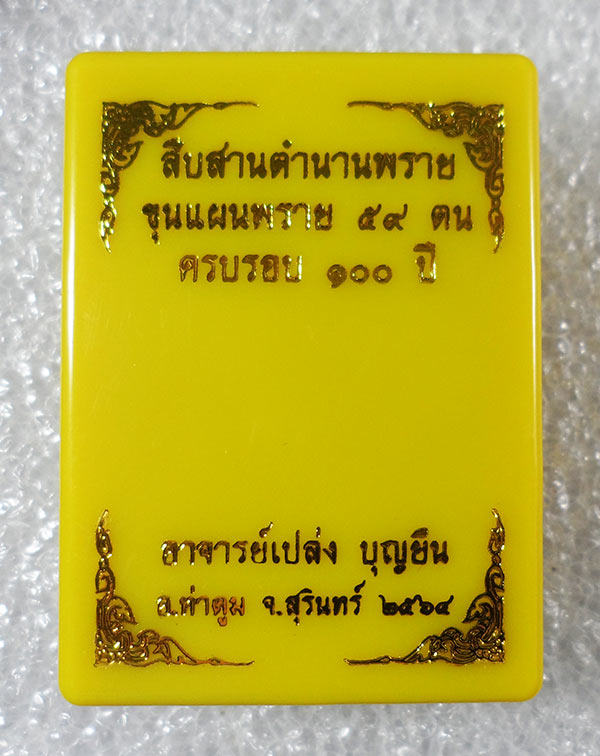 สืบสานตำนานพราย
ขุนแผนพราย ๕๙ ตน
ครบรอบ ๑๐๐ ปี
อาจารย์เปล่ง บุญยืน
อ.ท่าตูม จ.สุรินทร์ ๒๕๖๔